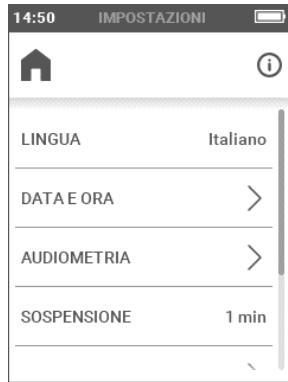 14:50 IMPOSTAZIONI
LINGUA Italiano
DATA E ORA
AUDIOMETRIA
SOSPENSIONE 1 min